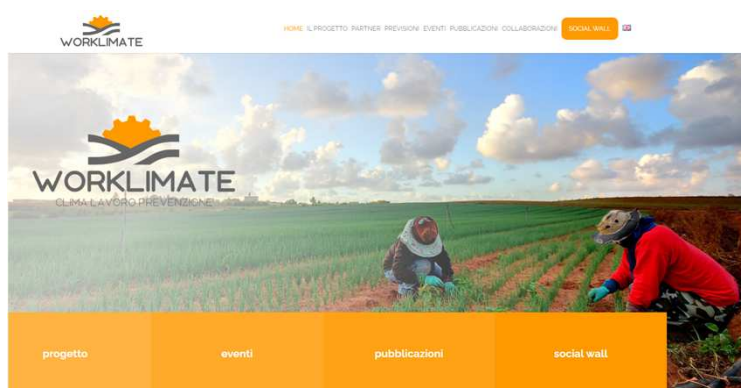 WORKLIMATE
HOME IL PROGETTO PARTNER PREVISIONI EVENTI PUBBLICAZIONI COLLABORAZIONI SOCIAL WALL
WORKLIMATE
CLIMA LAVORO PREVENZIONE
progetto eventi pubblicazioni social wall